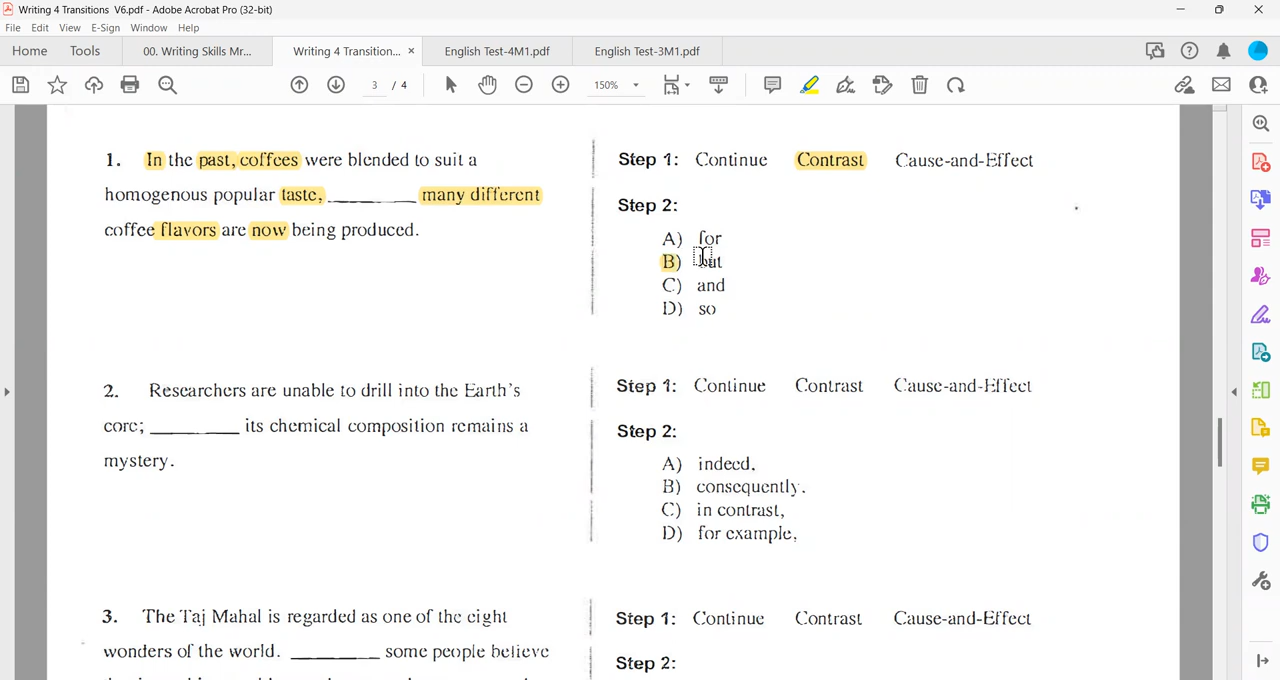 Writing 4 Transitions V6.pdf - Adobe Acrobat Pro (32-bit)
File Edit View E-Sign Window Help
Home Tools 00. Writing Skills Mr... Writing 4 Transition... × English Test-4M1.pdf English Test-3M1.pdf
3 / 4 150%
1. In the past, coffees were blended to suit a
homogenous popular taste, ________ many different
coffee flavors are now being produced.
Step 1: Continue Contrast Cause-and-Effect
Step 2:
A) for
B) but
C) and
D) so
2. Researchers are unable to drill into the Earth's
core; ________ its chemical composition remains a
mystery.
Step 1: Continue Contrast Cause-and-Effect
Step 2:
A) indeed,
B) consequently,
C) in contrast,
D) for example,
3. The Taj Mahal is regarded as one of the eight
wonders of the world. ________ some people believe
Step 1: Continue Contrast Cause-and-Effect
Step 2: